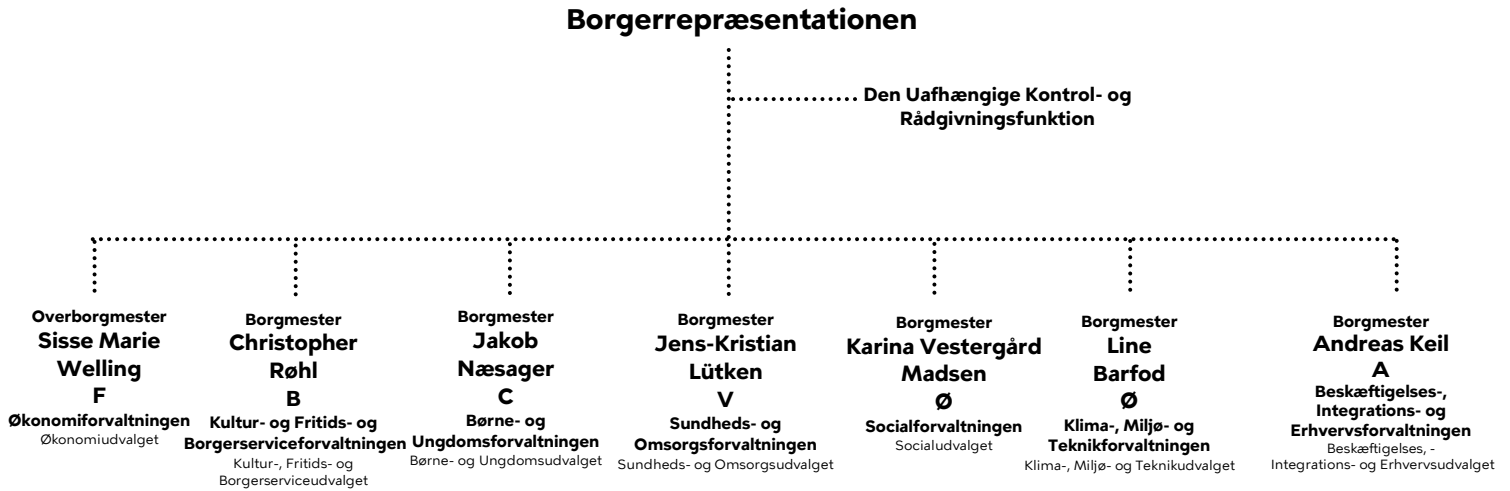 Borgerrepræsentationen
Den Uafhængige Kontrol- og
Rådgivningsfunktion
Overborgmester
Sisse Marie
Welling
F
Økonomiforvaltningen
Økonomiudvalget
Borgmester
Christopher
Røhl
B
Kultur- og Fritids- og
Borgerserviceforvaltningen
Kultur-, Fritids- og
Borgerserviceudvalget
Borgmester
Jakob
Næsager
C
Børne- og
Ungdomsforvaltningen
Børne- og Ungdomsudvalget
Borgmester
Jens-Kristian
Lütken
V
Sundheds- og
Omsorgsforvaltningen
Sundheds- og Omsorgsudvalget
Borgmester
Karina Vestergård
Madsen
Ø
Socialforvaltningen
Socialudvalget
Borgmester
Line
Barfod
Ø
Klima-, Miljø- og
Teknikforvaltningen
Klima-, Miljø- og Teknikudvalget
Borgmester
Andreas Keil
A
Beskæftigelses-,
Integrations- og
Erhvervsforvaltningen
Beskæftigelses, -
Integrations- og Erhvervsudvalget